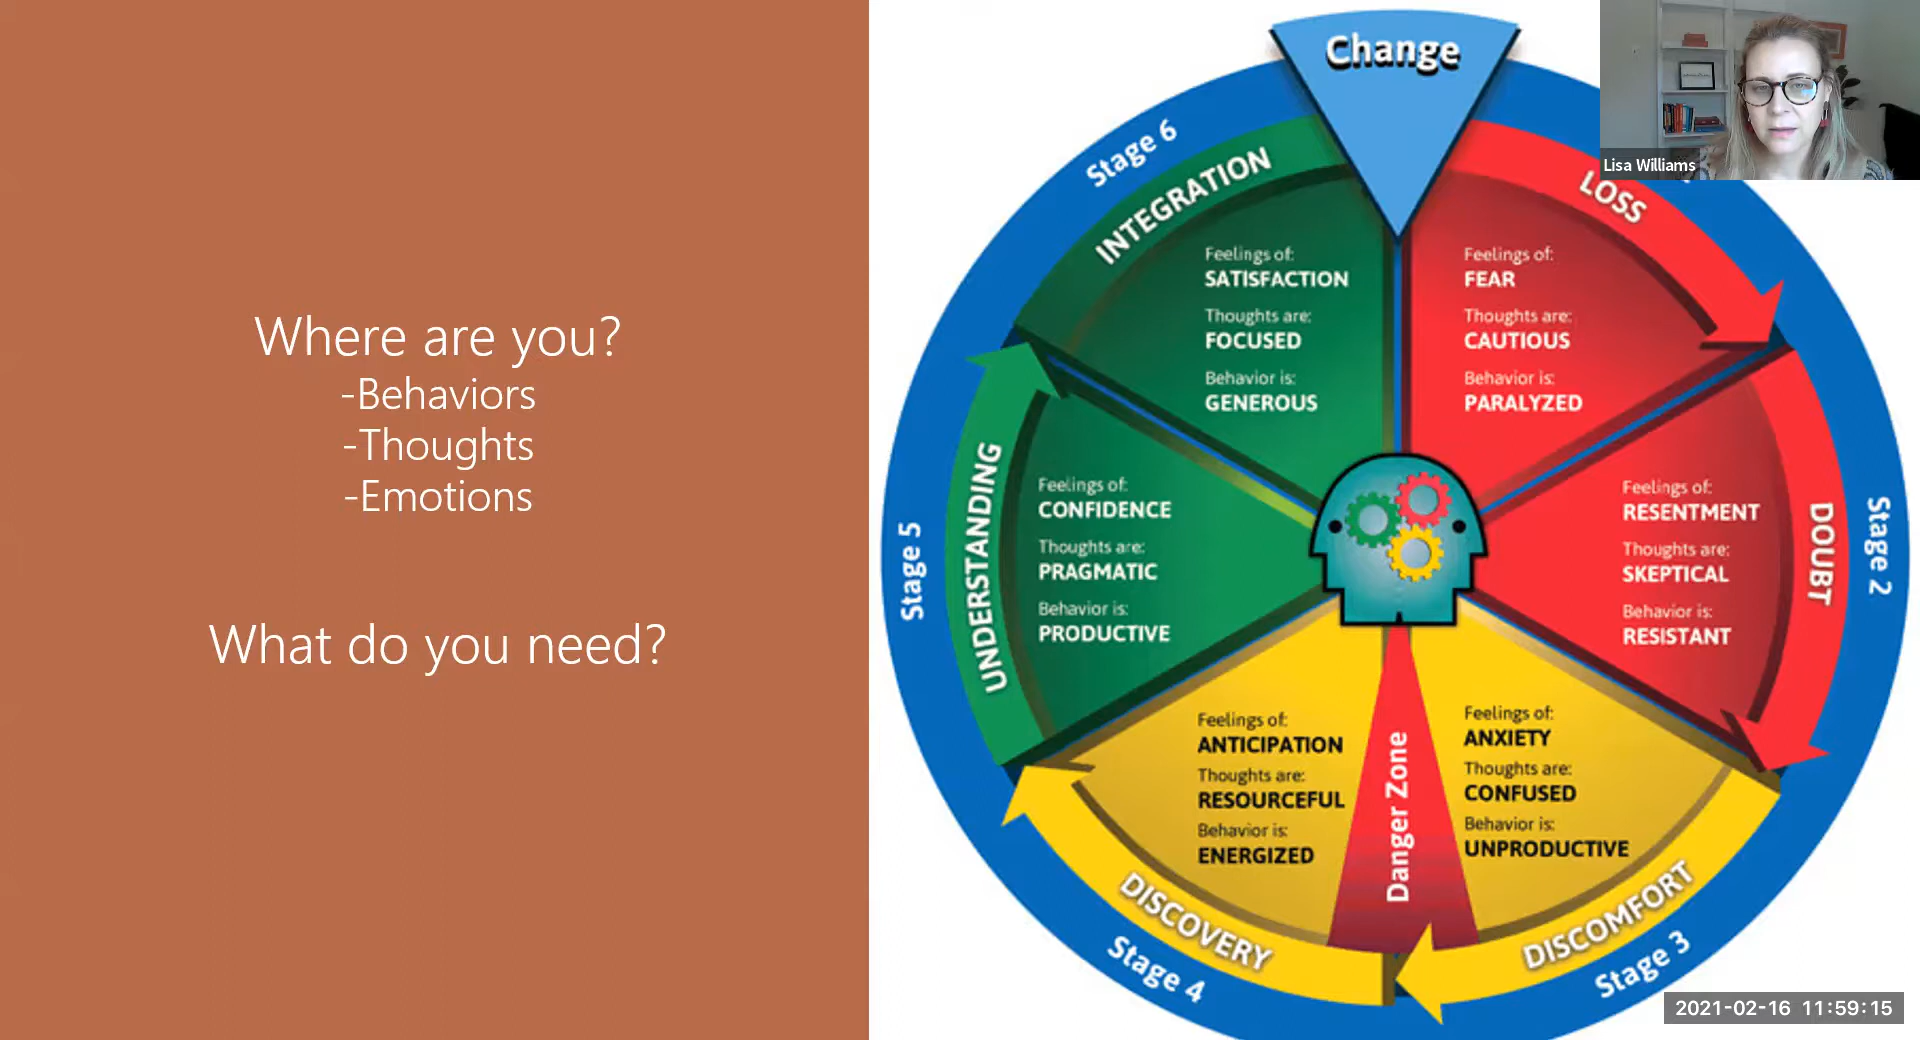 Where are you?
-Behaviors
-Thoughts
-Emotions
What do you need?
Change
LOSS
Feelings of:
FEAR
Thoughts are:
CAUTIOUS
Behavior is:
PARALYZED
Stage 2
DOUBT
Feelings of:
RESENTMENT
Thoughts are:
SKEPTICAL
Behavior is:
RESISTANT
Stage 3
DISCOMFORT
Feelings of:
ANXIETY
Thoughts are:
CONFUSED
Behavior is:
UNPRODUCTIVE
Danger Zone
Stage 4
DISCOVERY
Feelings of:
ANTICIPATION
Thoughts are:
RESOURCEFUL
Behavior is:
ENERGIZED
Stage 5
UNDERSTANDING
Feelings of:
CONFIDENCE
Thoughts are:
PRAGMATIC
Behavior is:
PRODUCTIVE
Stage 6
INTEGRATION
Feelings of:
SATISFACTION
Thoughts are:
FOCUSED
Behavior is:
GENEROUS
Lisa Williams
2021-02-16 11:59:15